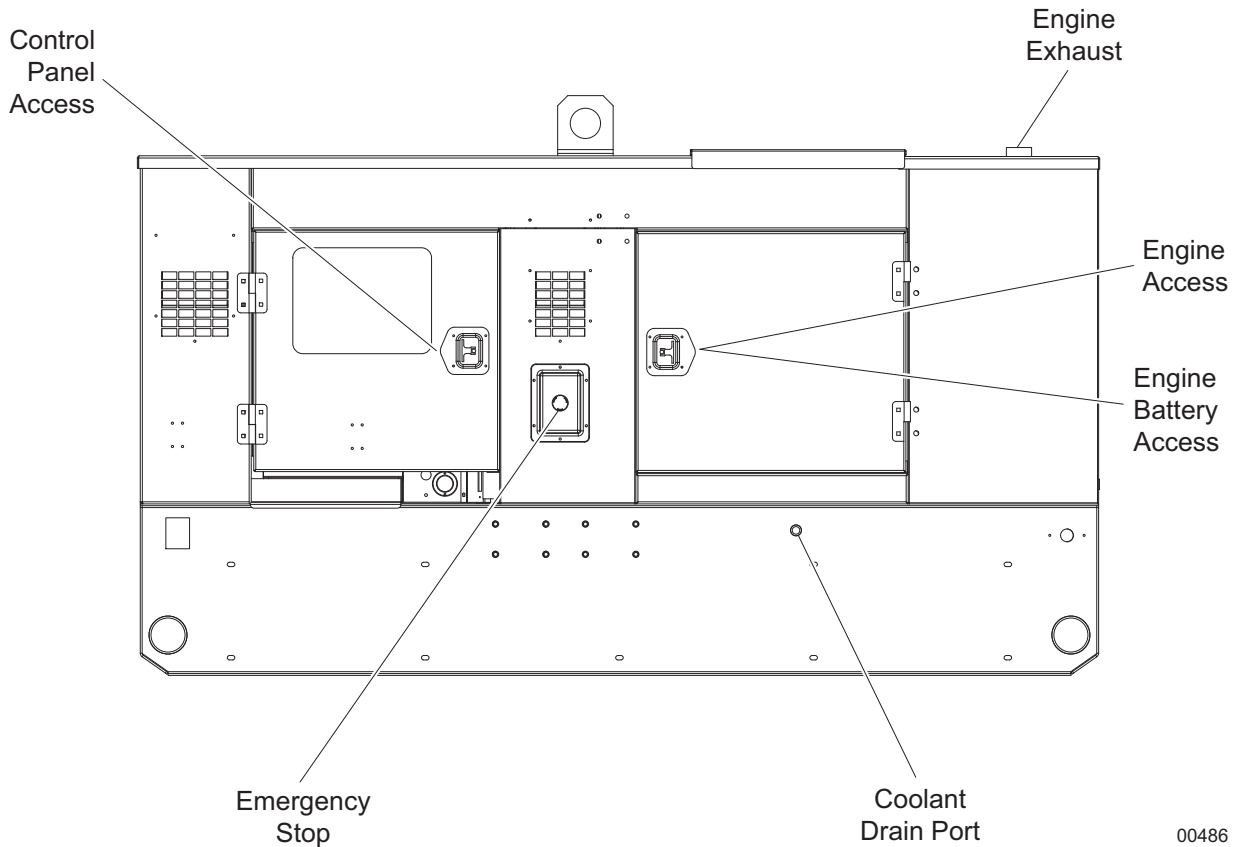 Control
Panel
Access
Engine
Exhaust
Engine
Access
Engine
Battery
Access
Emergency
Stop
Coolant
Drain Port
00486